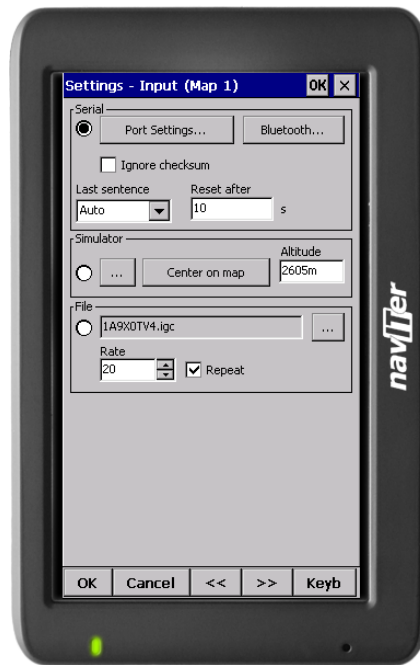 Settings - Input (Map 1) OK ×
Serial
Port Settings... Bluetooth...
Ignore checksum
Last sentence Reset after
Auto 10 s
Simulator
Altitude
... Center on map 2605m
File
1A9X0TV4.igc ...
Rate
20 Repeat
OK Cancel << >> Keyb
naviter